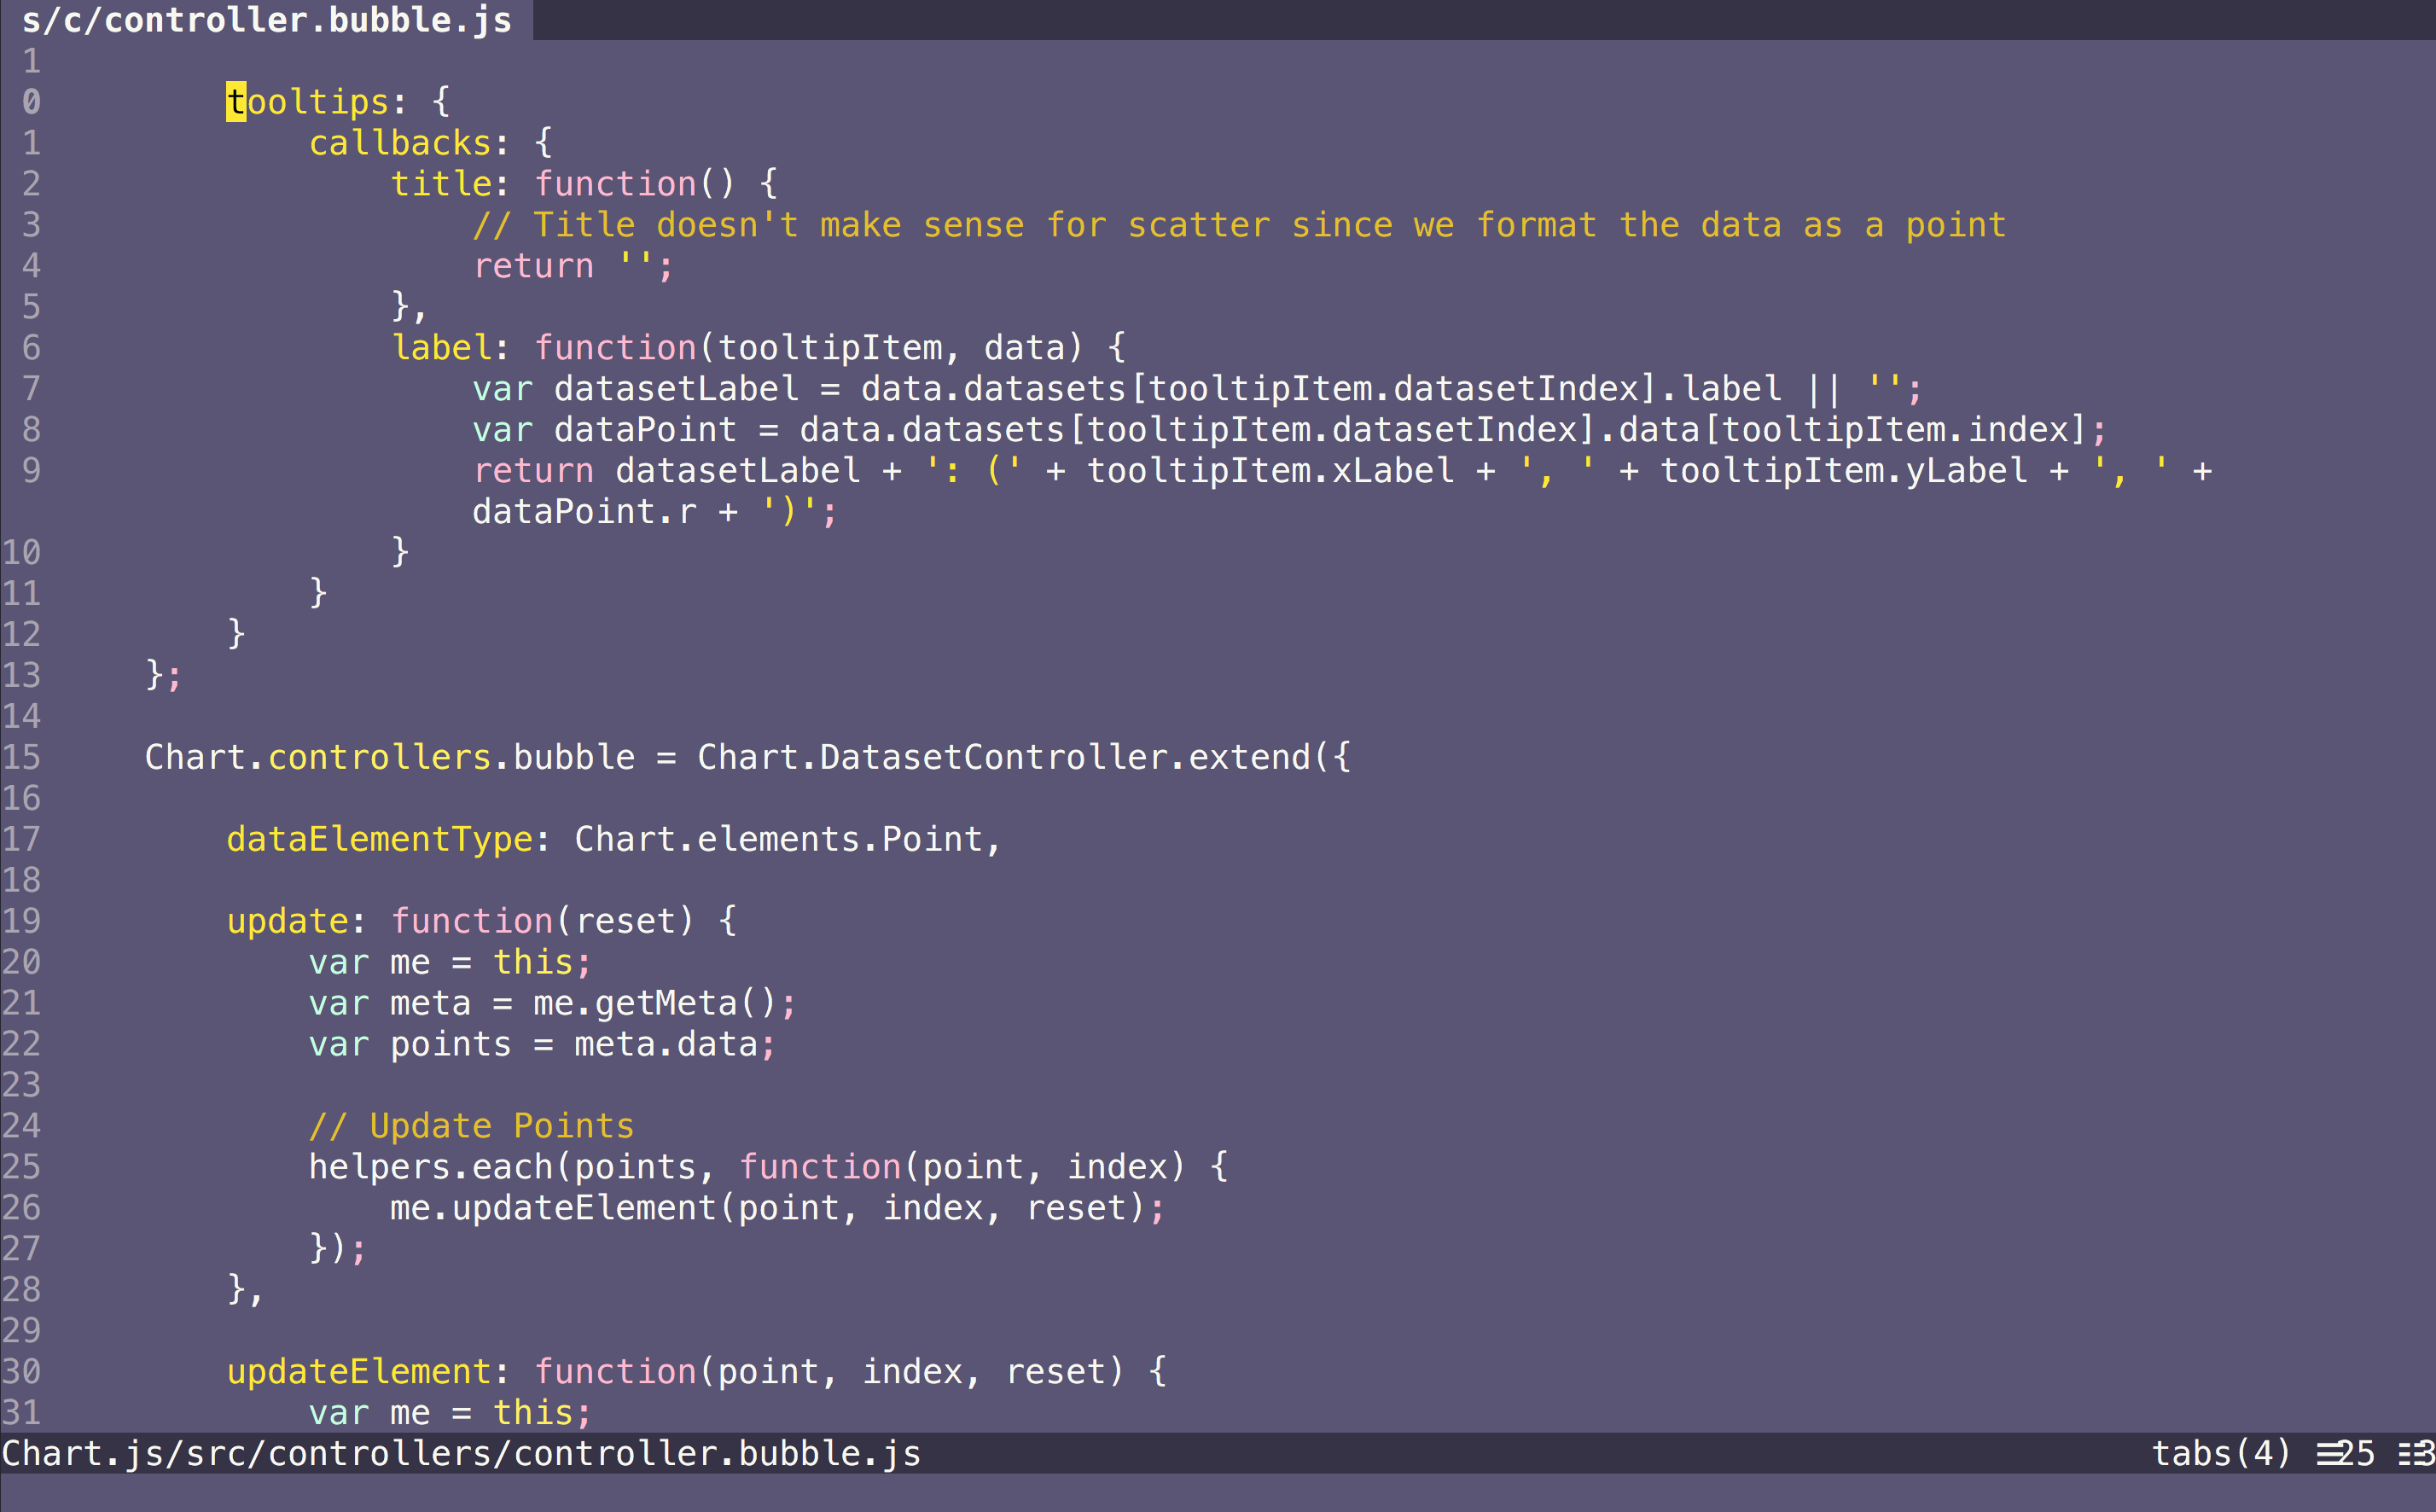 s/c/controller.bubble.js
1
0 tooltips: {
1 callbacks: {
2 title: function() {
3 // Title doesn't make sense for scatter since we format the data as a point
4 return '';
5 },
6 label: function(tooltipItem, data) {
7 var datasetLabel = data.datasets[tooltipItem.datasetIndex].label || '';
8 var dataPoint = data.datasets[tooltipItem.datasetIndex].data[tooltipItem.index];
9 return datasetLabel + ': (' + tooltipItem.xLabel + ', ' + tooltipItem.yLabel + ', ' +
dataPoint.r + ')';
10 }
11 }
12 }
13 };
14
15 Chart.controllers.bubble = Chart.DatasetController.extend({
16
17 dataElementType: Chart.elements.Point,
18
19 update: function(reset) {
20 var me = this;
21 var meta = me.getMeta();
22 var points = meta.data;
23
24 // Update Points
25 helpers.each(points, function(point, index) {
26 me.updateElement(point, index, reset);
27 });
28 },
29
30 updateElement: function(point, index, reset) {
31 var me = this;
Chart.js/src/controllers/controller.bubble.js tabs(4) ☰25 ☷3